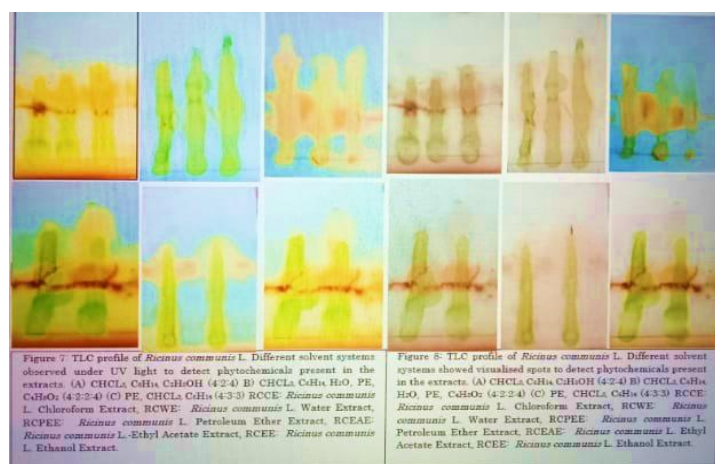 Figure 7: TLC profile of Ricinus communis L. Different solvent systems
observed under UV light to detect phytochemicals present in the
extracts. (A) CHCL₃, C₆H₁₄, C₂H₅OH (4:2:4) B) CHCL₃, C₆H₁₄, H₂O, PE,
C₄H₈O₂ (4:2:2:4) (C) PE, CHCL₃, C₆H₁₄ (4:3:3) RCCE: Ricinus communis
L. Chloroform Extract, RCWE: Ricinus communis L. Water Extract,
RCPEE: Ricinus communis L. Petroleum Ether Extract, RCEAE:
Ricinus communis L.-Ethyl Acetate Extract, RCEE: Ricinus communis
L. Ethanol Extract.
Figure 8: TLC profile of Ricinus communis L. Different solvent
systems showed visualised spots to detect phytochemicals present
in the extracts. (A) CHCL₃, C₆H₁₄, C₂H₅OH (4:2:4) B) CHCL₃, C₆H₁₄,
H₂O, PE, C₄H₈O₂ (4:2:2:4) (C) PE, CHCL₃, C₆H₁₄ (4:3:3) RCCE:
Ricinus communis L. Chloroform Extract, RCWE: Ricinus
communis L. Water Extract, RCPEE: Ricinus communis L.
Petroleum Ether Extract, RCEAE: Ricinus communis L. Ethyl
Acetate Extract, RCEE: Ricinus communis L. Ethanol Extract.